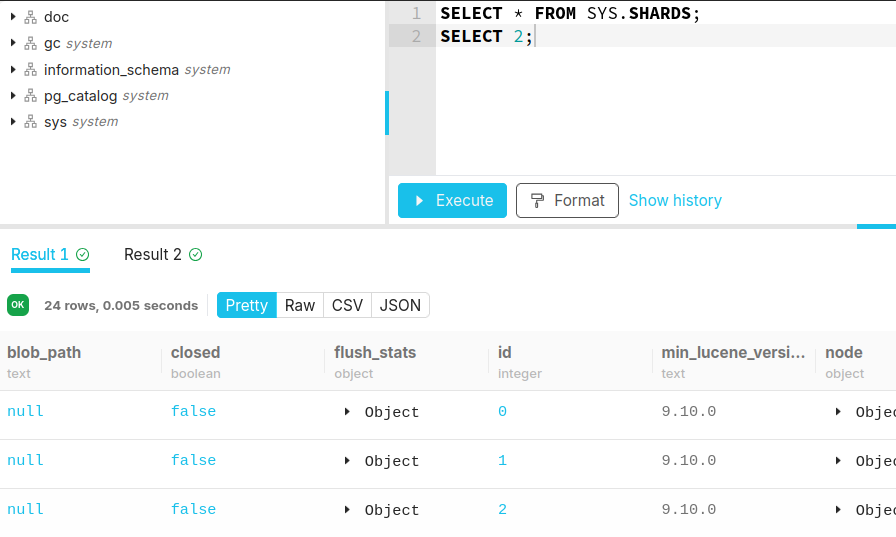 doc
gc system
information_schema system
pg_catalog system
sys system
1 SELECT * FROM SYS.SHARDS;
2 SELECT 2;
Execute Format Show history
Result 1 Result 2
OK 24 rows, 0.005 seconds Pretty Raw CSV JSON
blob_path closed flush_stats id min_lucene_versi... node
text boolean object integer text object
null false Object 0 9.10.0 Objec
null false Object 1 9.10.0 Objec
null false Object 2 9.10.0 Objec